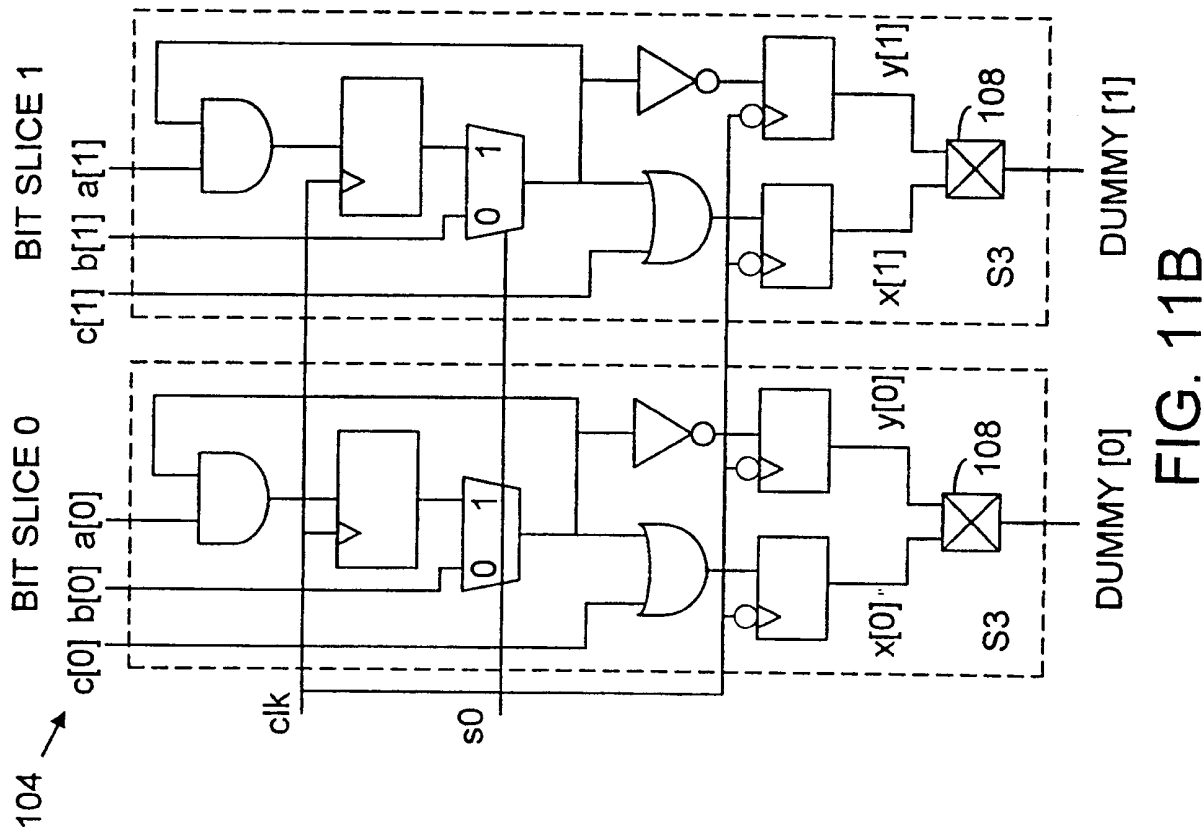 104
BIT SLICE 0
BIT SLICE 1
c[0] b[0] a[0]
c[1] b[1] a[1]
clk
0 1
0 1
s0
x[0]
y[0]
x[1]
y[1]
108
108
S3
S3
DUMMY [0]
DUMMY [1]
FIG. 11B